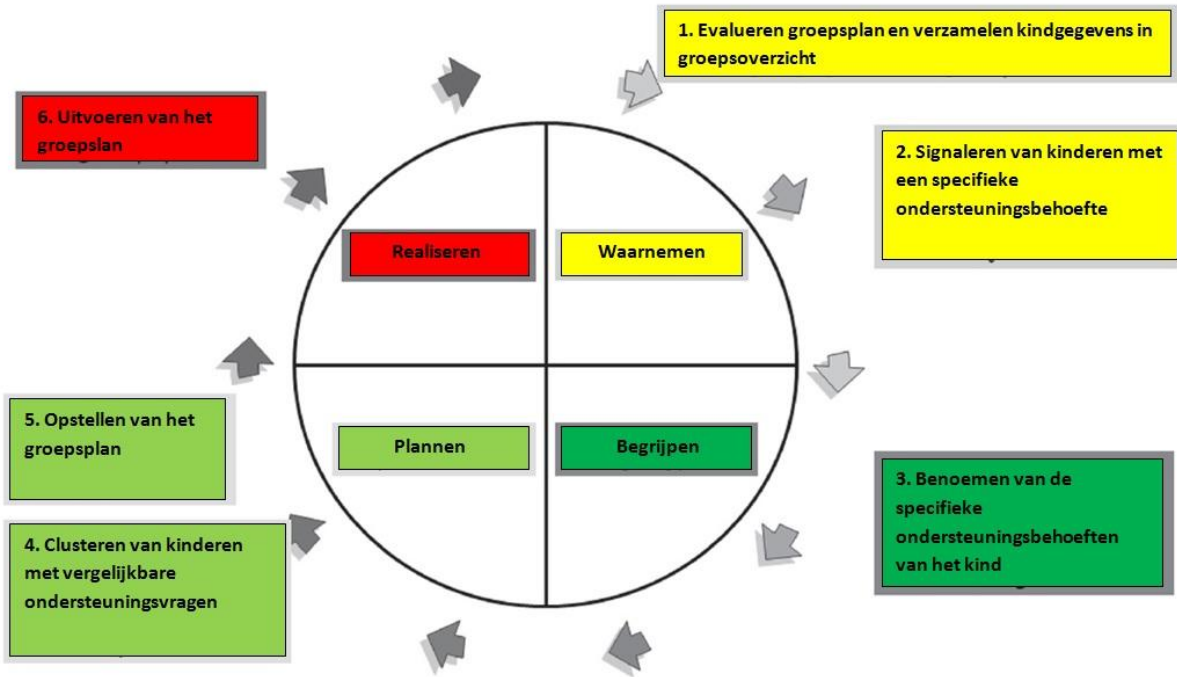 1. Evalueren groepsplan en verzamelen kindgegevens in
groepsoverzicht
2. Signaleren van kinderen met
een specifieke
ondersteuningsbehoefte
3. Benoemen van de
specifieke
ondersteuningsbehoeften
van het kind
4. Clusteren van kinderen
met vergelijkbare
ondersteuningsvragen
5. Opstellen van het
groepsplan
6. Uitvoeren van het
groepslan
Realiseren
Waarnemen
Plannen
Begrijpen